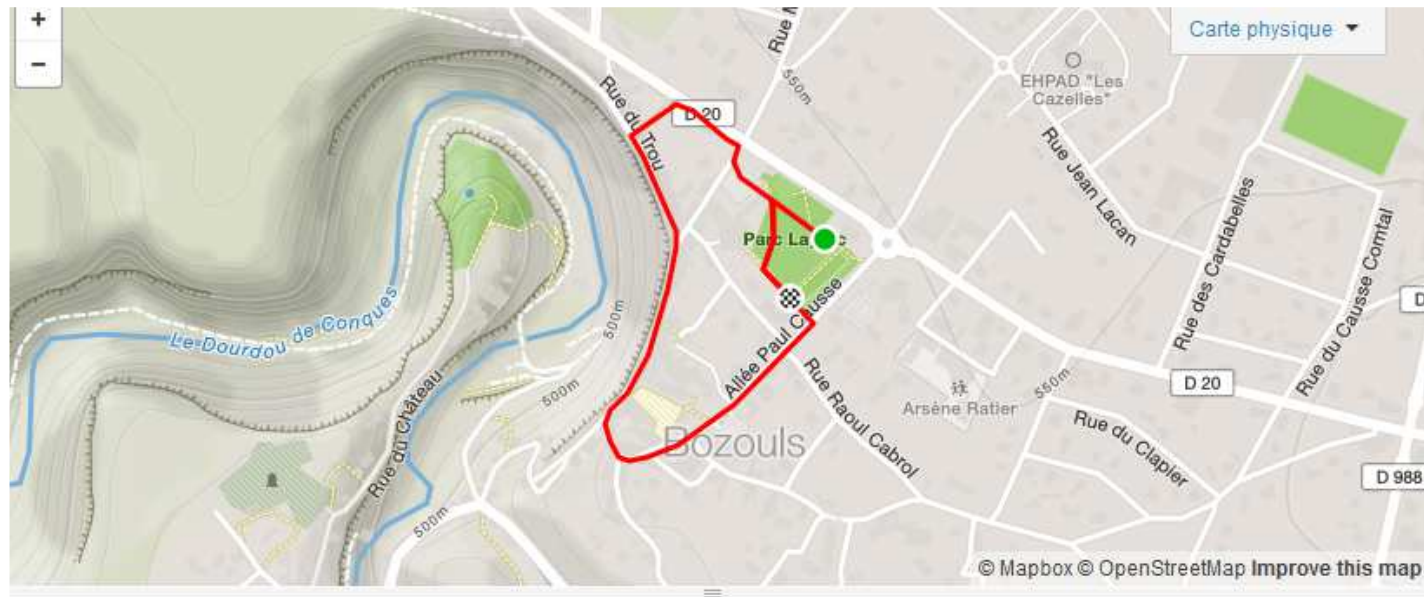 +
−
Carte physique
Rue M
550m
EHPAD "Les
Cazelles"
Rue du Trou
D 20
Rue Jean Lacan
Rue des Cardabelles
Rue du Causse Comtal
Parc La
c
Le Dourdou de Conques
500m
Allée Paul Causse
D
Rue du Château
500m
Rue Raoul Cabrol
Arsène Ratier
550m
D 20
Bozouls
Rue du Clapier
D 988
500m
© Mapbox © OpenStreetMap Improve this map